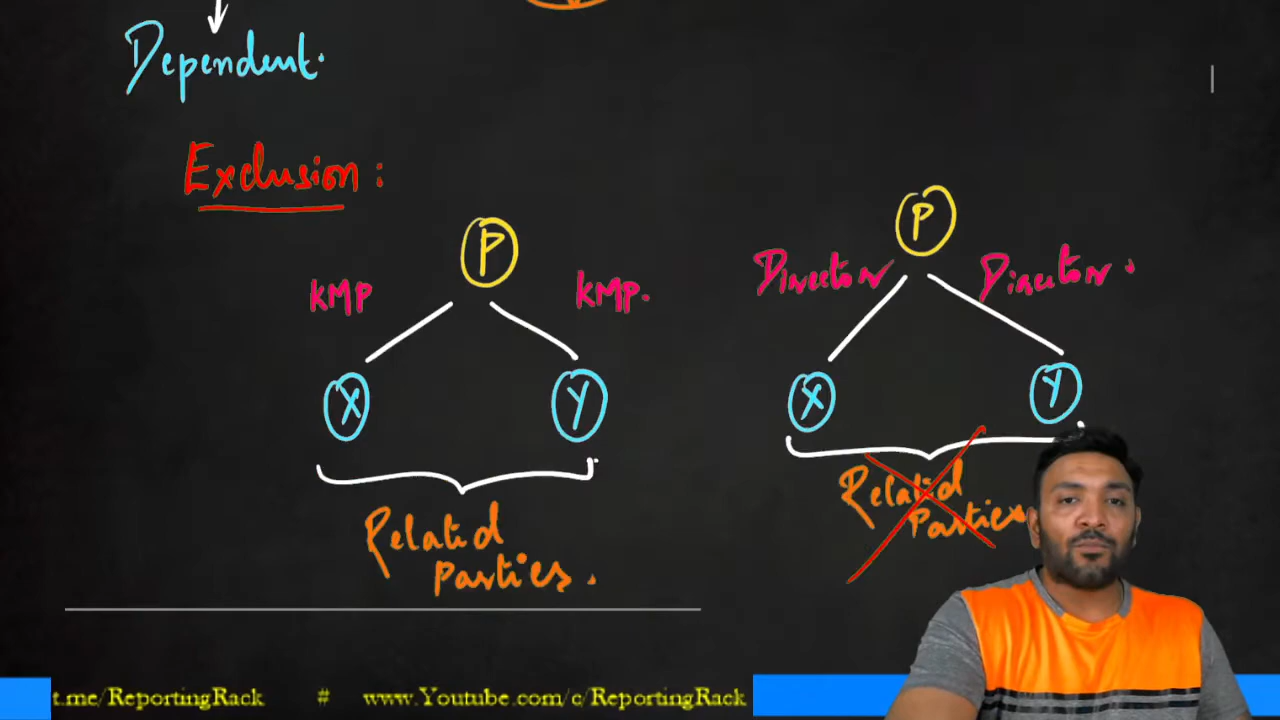 Dependent.
Exclusion :
P
KMP KMP.
X Y
Related
Parties.
P
Director Director.
X Y
Related
Parties
t.me/ReportingRack # www.Youtube.com/c/ReportingRack